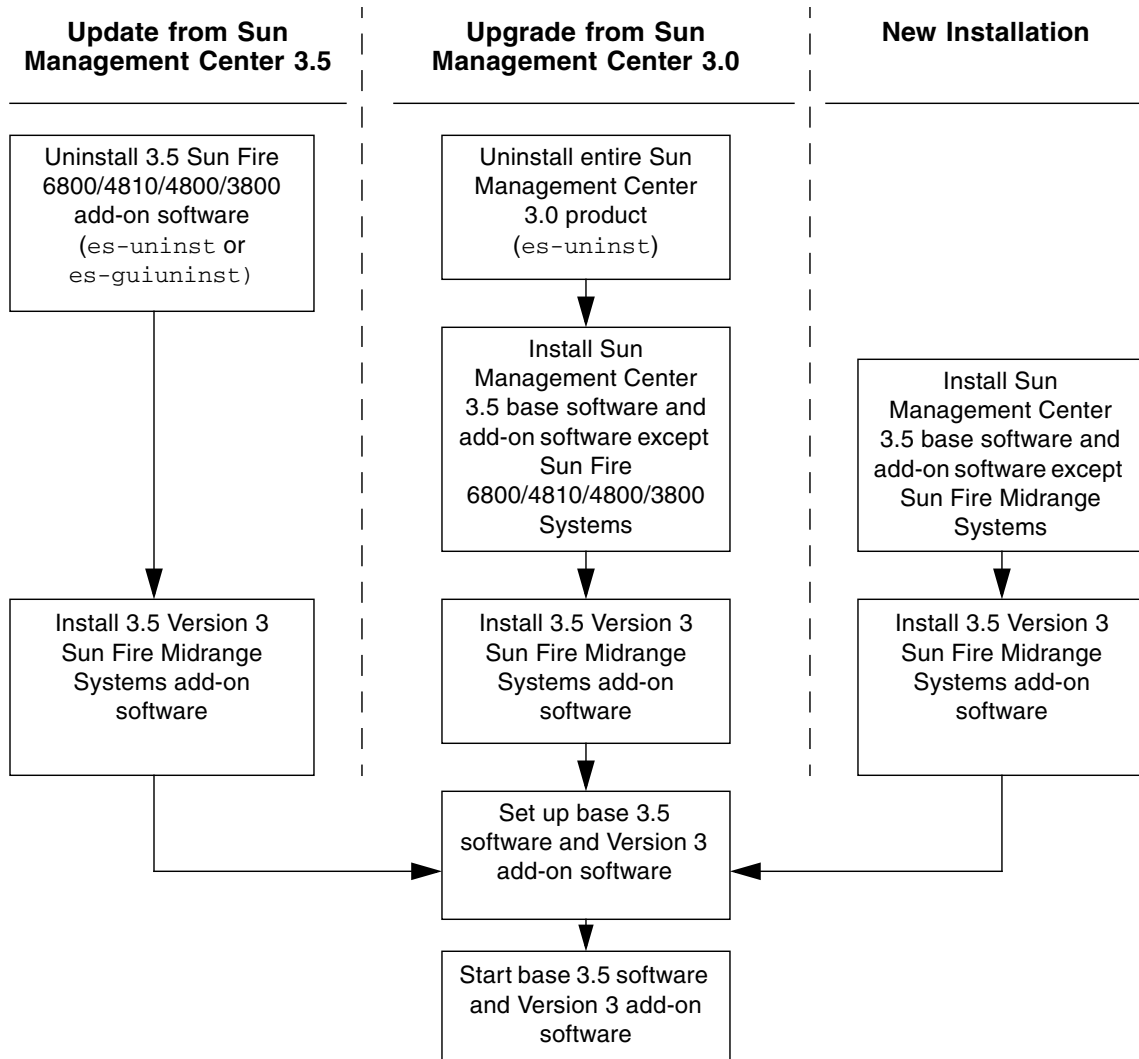 Update from Sun
Management Center 3.5
Upgrade from Sun
Management Center 3.0
New Installation
Uninstall 3.5 Sun Fire
6800/4810/4800/3800
add-on software
(es-uninst or
es-guiuninst)
Uninstall entire Sun
Management Center
3.0 product
(es-uninst)
Install Sun
Management Center
3.5 base software and
add-on software except
Sun Fire
6800/4810/4800/3800
Systems
Install Sun
Management Center
3.5 base software and
add-on software except
Sun Fire Midrange
Systems
Install 3.5 Version 3
Sun Fire Midrange
Systems add-on
software
Install 3.5 Version 3
Sun Fire Midrange
Systems add-on
software
Install 3.5 Version 3
Sun Fire Midrange
Systems add-on
software
Set up base 3.5
software and Version 3
add-on software
Start base 3.5 software
and Version 3 add-on
software